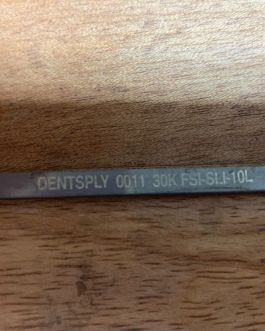 DENTSPLY 0011 30K FSI-SLI-10L